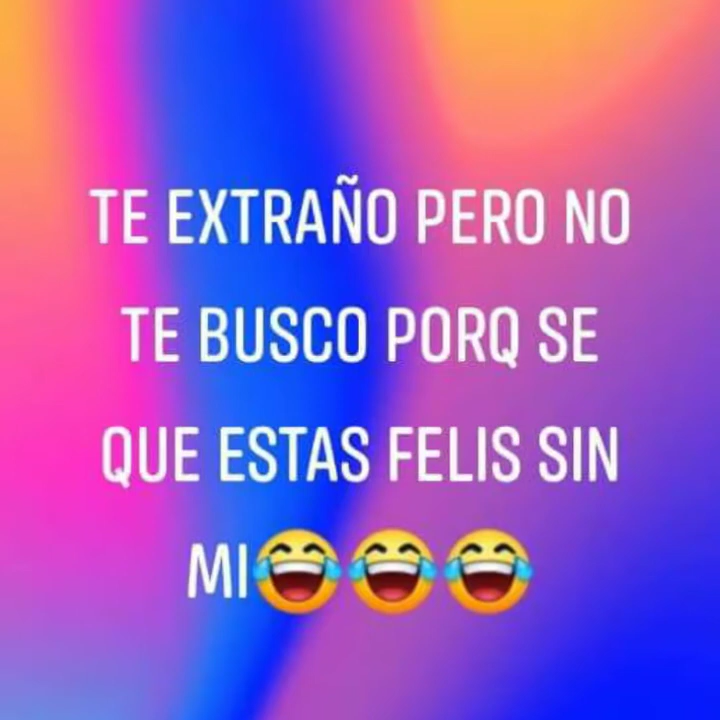 TE EXTRAÑO PERO NO
TE BUSCO PORQ SE
QUE ESTAS FELIS SIN
MI😂😂😂